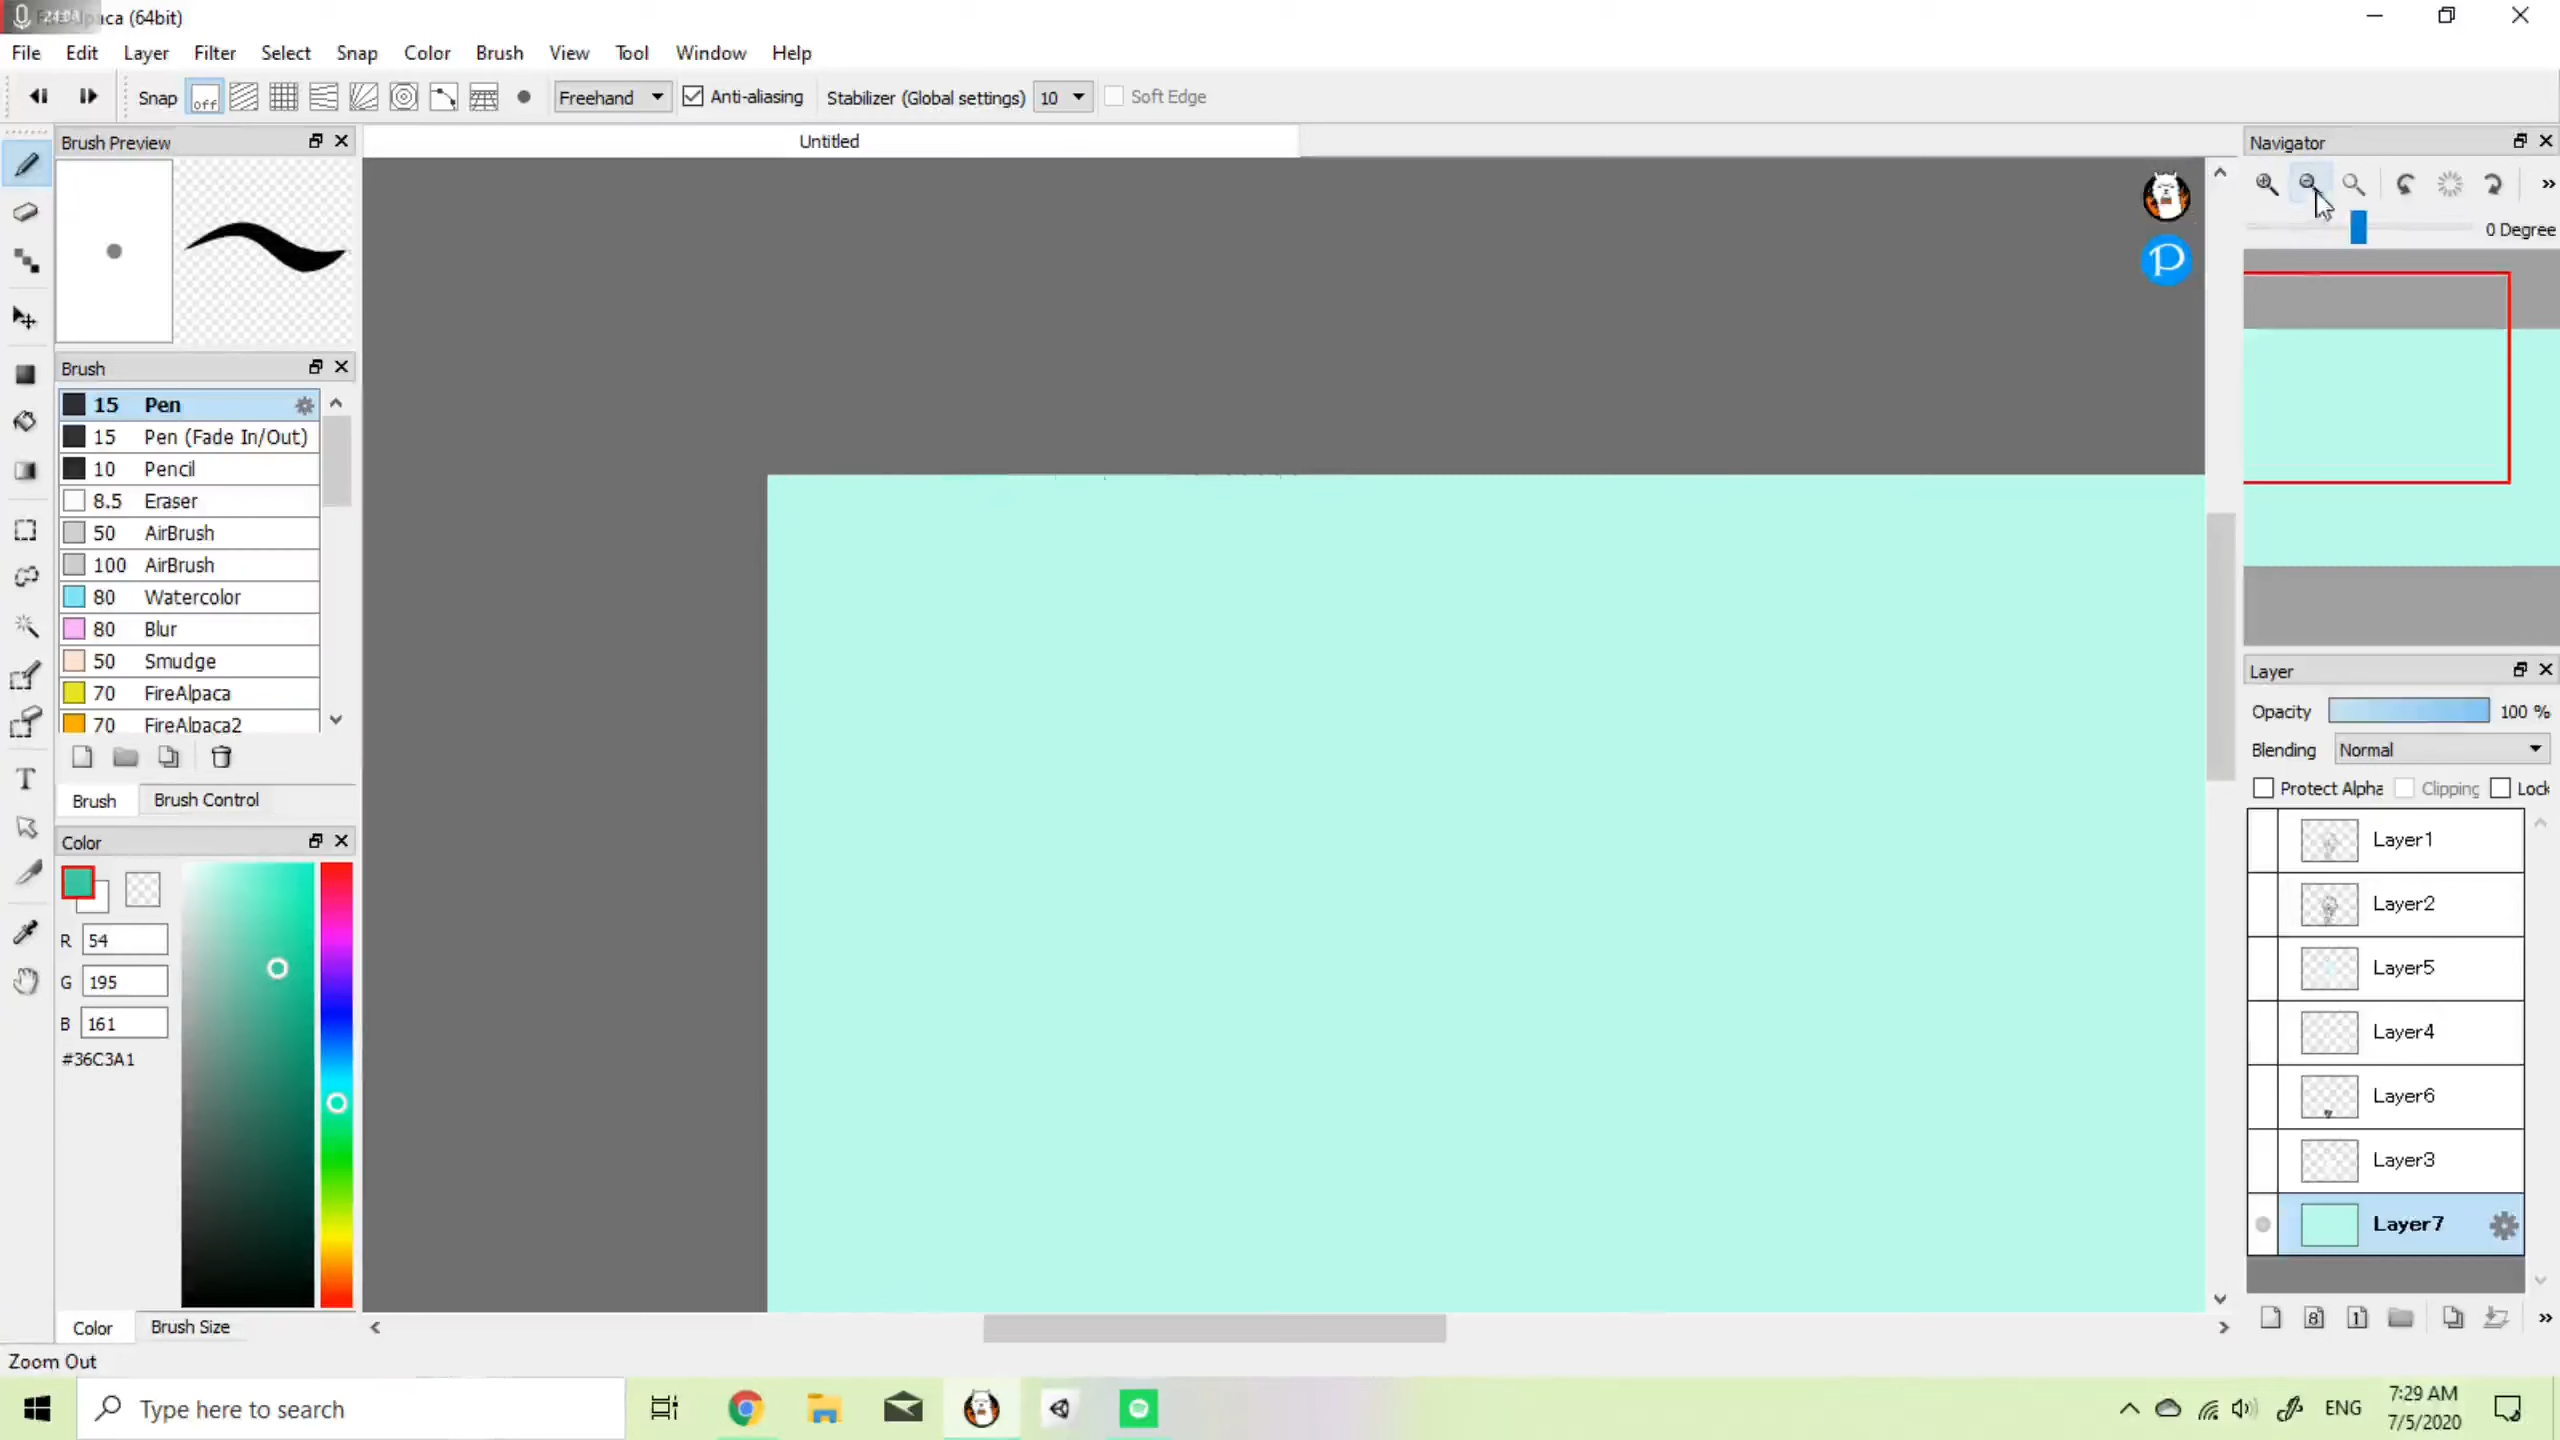 FireAlpaca (64bit)
File Edit Layer Filter Select Snap Color Brush View Tool Window Help
Snap off Freehand Anti-aliasing Stabilizer (Global settings) 10 Soft Edge
Brush Preview
Untitled
Navigator
0 Degree
Brush
15 Pen
15 Pen (Fade In/Out)
10 Pencil
8.5 Eraser
50 AirBrush
100 AirBrush
80 Watercolor
80 Blur
50 Smudge
70 FireAlpaca
70 FireAlpaca2
Brush Brush Control
Color
R 54
G 195
B 161
#36C3A1
Color Brush Size
Layer
Opacity 100 %
Blending Normal
Protect Alpha Clipping Lock
Layer1
Layer2
Layer5
Layer4
Layer6
Layer3
Layer7
8 1
Zoom Out
Type here to search
ENG
7:29 AM
7/5/2020